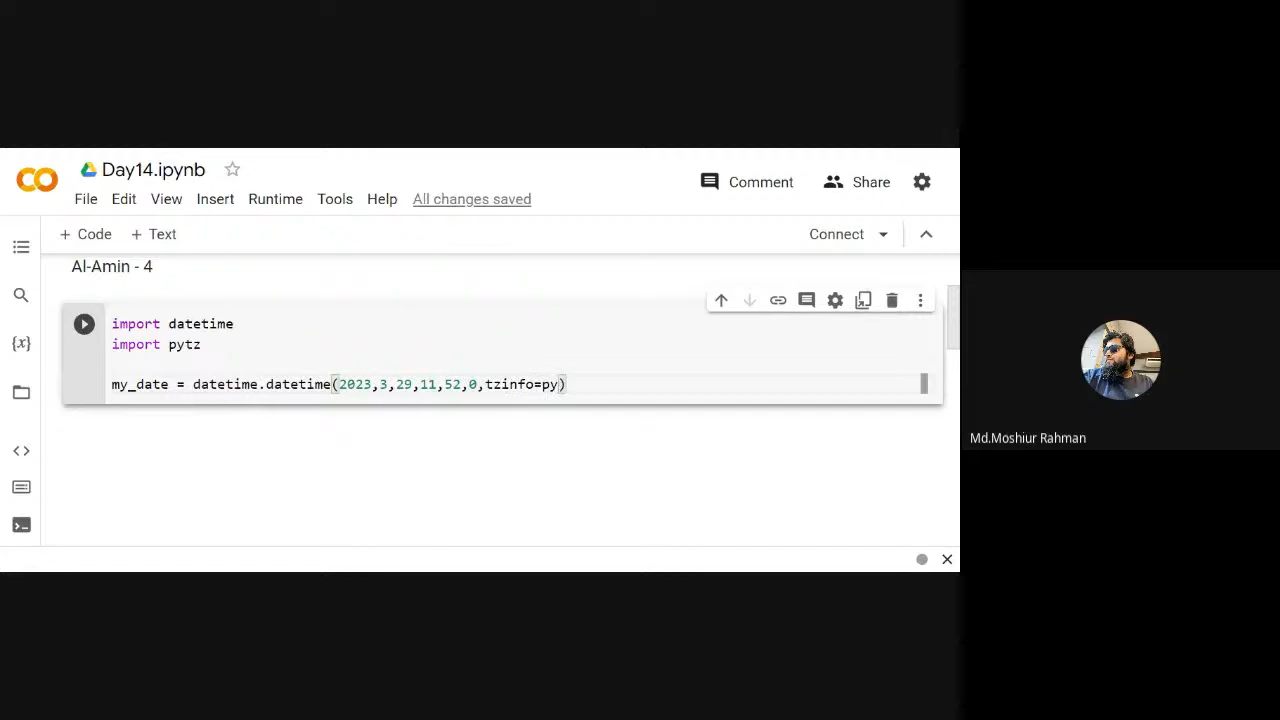 Day14.ipynb
File Edit View Insert Runtime Tools Help All changes saved
Comment Share
+ Code + Text
Connect
Al-Amin - 4
import datetime
import pytz
my_date = datetime.datetime(2023,3,29,11,52,0,tzinfo=py)
{x}
Md.Moshiur Rahman